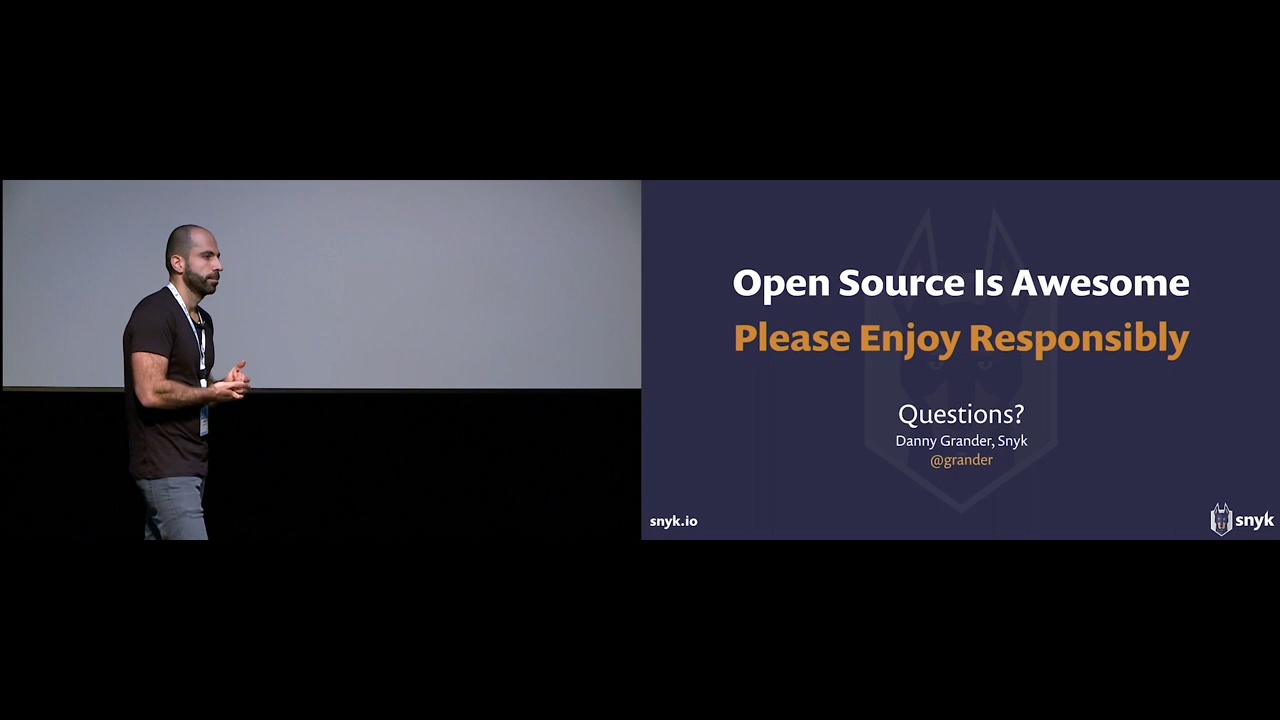 Open Source Is Awesome
Please Enjoy Responsibly
Questions?
Danny Grander, Snyk
@grander
snyk.io
snyk